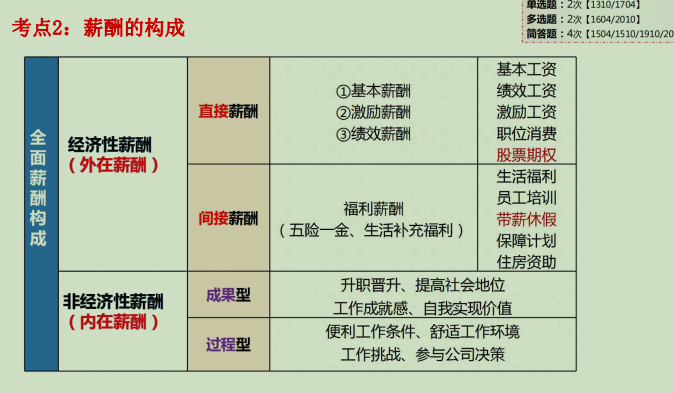 单选题：2次【1310/1704】
多选题：2次【1604/2010】
简答题：4次【1504/1510/1910/20
考点2：薪酬的构成
全面薪酬构成
经济性薪酬
（外在薪酬）
直接薪酬
①基本薪酬
②激励薪酬
③绩效薪酬
基本工资
绩效工资
激励工资
职位消费
股票期权
间接薪酬
福利薪酬
（五险一金、生活补充福利）
生活福利
员工培训
带薪休假
保障计划
住房资助
非经济性薪酬
（内在薪酬）
成果型
升职晋升、提高社会地位
工作成就感、自我实现价值
过程型
便利工作条件、舒适工作环境
工作挑战、参与公司决策